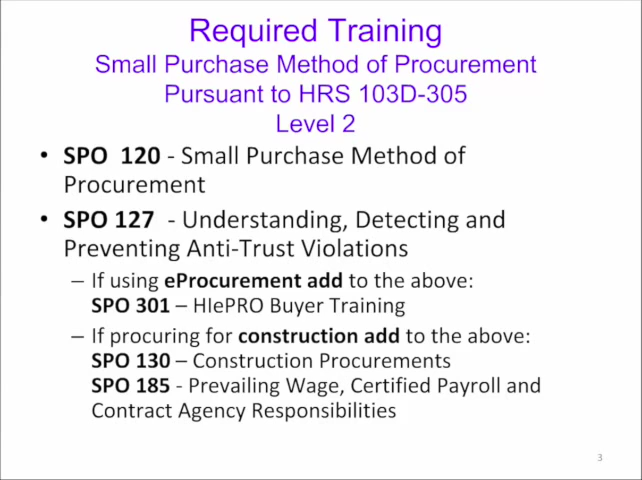 Required Training
Small Purchase Method of Procurement
Pursuant to HRS 103D-305
Level 2
• SPO  120 - Small Purchase Method of
Procurement
• SPO 127  - Understanding, Detecting and
Preventing Anti-Trust Violations
– If using eProcurement add to the above:
SPO 301 – HIePRO Buyer Training
– If procuring for construction add to the above:
SPO 130 – Construction Procurements
SPO 185 - Prevailing Wage, Certified Payroll and
Contract Agency Responsibilities
3